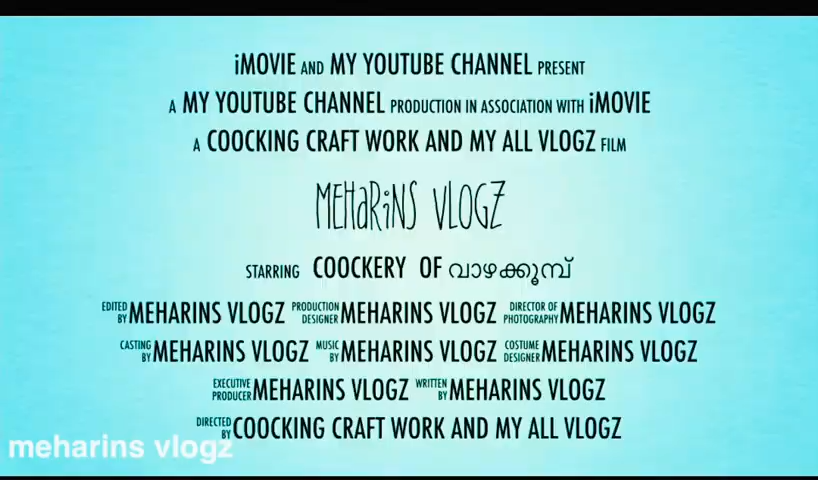 iMOVIE AND MY YOUTUBE CHANNEL PRESENT
A MY YOUTUBE CHANNEL PRODUCTION IN ASSOCIATION WITH iMOVIE
A COOCKING CRAFT WORK AND MY ALL VLOGZ FILM
MEHaRiNS VLOGZ
STARRING COOCKERY OF വാഴക്കൂമ്പ്
EDITED BY MEHARINS VLOGZ PRODUCTION DESIGNER MEHARINS VLOGZ DIRECTOR OF PHOTOGRAPHY MEHARINS VLOGZ
CASTING BY MEHARINS VLOGZ MUSIC BY MEHARINS VLOGZ COSTUME DESIGNER MEHARINS VLOGZ
EXECUTIVE PRODUCER MEHARINS VLOGZ WRITTEN BY MEHARINS VLOGZ
DIRECTED BY COOCKING CRAFT WORK AND MY ALL VLOGZ
meharins vlogz